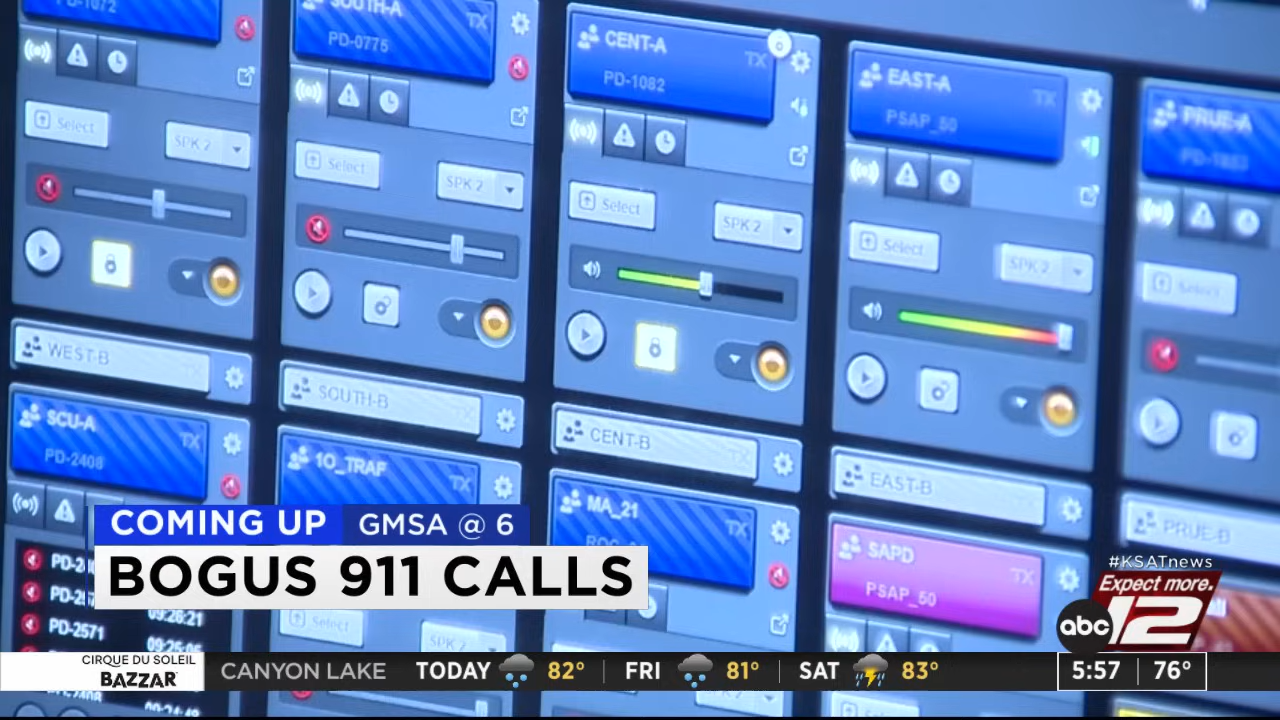 PD-1072
SOUTH-A
TX
PD-0775
CENT-A
TX
PD-1082
EAST-A
TX
PSAP_50
PRUE-A
Select
SPK 2
Select
SPK 2
Select
SPK 2
Select
SPK 2
Select
WEST-B
SOUTH-B
TX
CENT-B
TX
EAST-B
TX
PRUE-B
SCU-A
TX
PD-2408
1O_TRAF
TX
MA_21
TX
SAPD
TX
PSAP_50
PD-2571
09:26:21
Select
SPK 2
COMING UP
GMSA @ 6
BOGUS 911 CALLS
#KSATnews
Expect more.
abc
12
CIRQUE DU SOLEIL
BAZZAR
CANYON LAKE TODAY 82° FRI 81° SAT 83°
5:57 76°